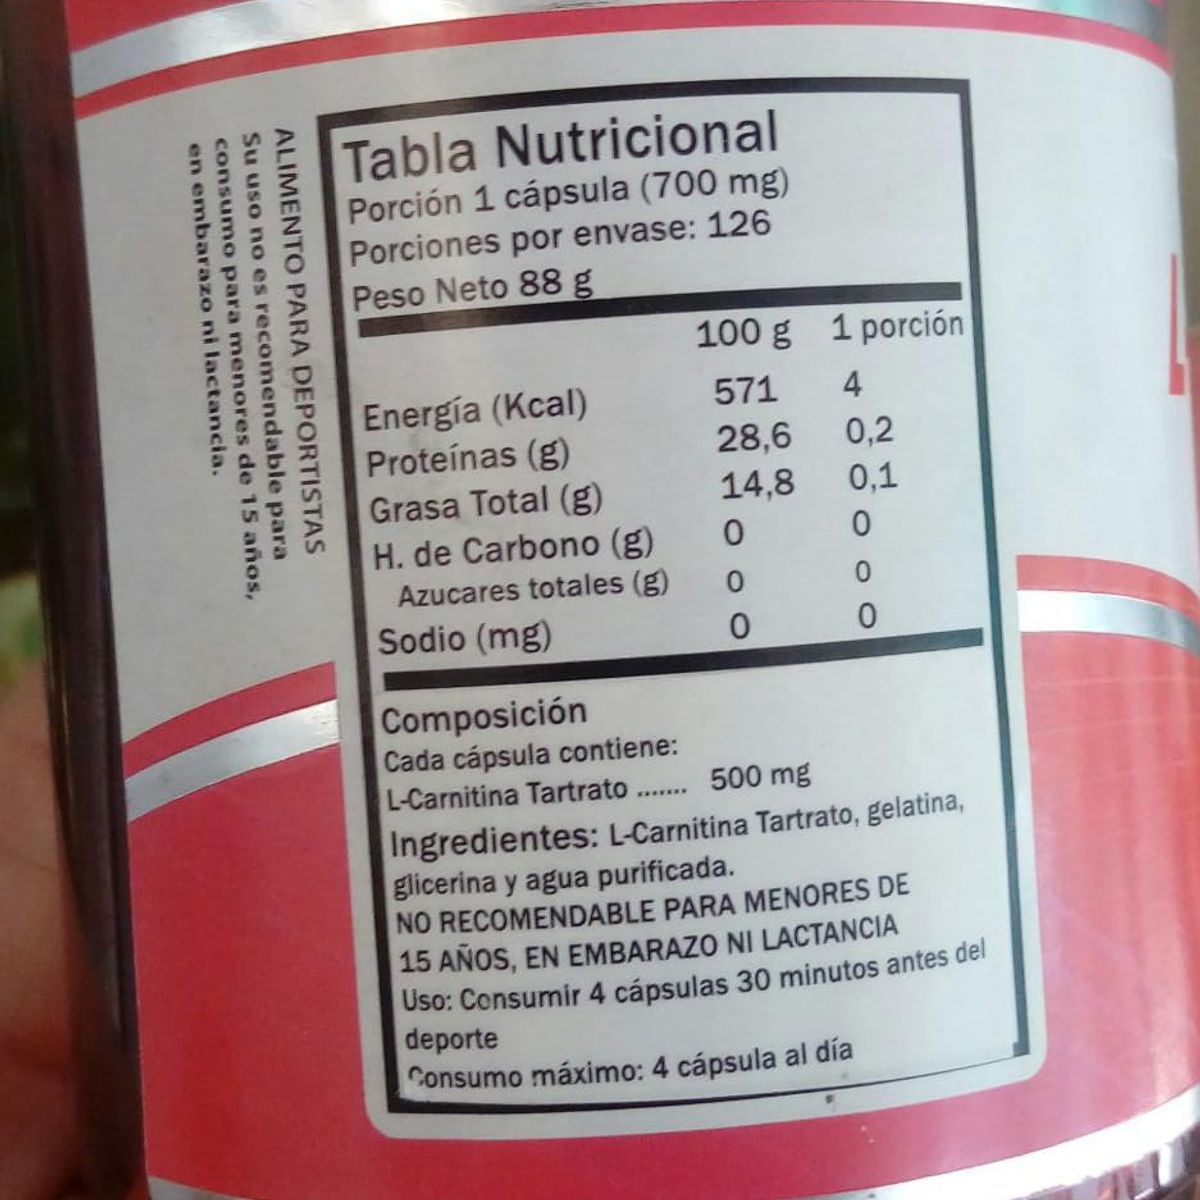 ALIMENTO PARA DEPORTISTAS
Su uso no es recomendable para
consumo para menores de 15 años,
en embarazo ni lactancia.
Tabla Nutricional
Porción 1 cápsula (700 mg)
Porciones por envase: 126
Peso Neto 88 g
100 g 1 porción
Energía (Kcal) 571 4
Proteínas (g) 28,6 0,2
Grasa Total (g) 14,8 0,1
H. de Carbono (g) 0 0
Azucares totales (g) 0 0
Sodio (mg) 0 0
Composición
Cada cápsula contiene:
L-Carnitina Tartrato ....... 500 mg
Ingredientes: L-Carnitina Tartrato, gelatina,
glicerina y agua purificada.
NO RECOMENDABLE PARA MENORES DE
15 AÑOS, EN EMBARAZO NI LACTANCIA
Uso: Consumir 4 cápsulas 30 minutos antes del
deporte
Consumo máximo: 4 cápsula al día
L